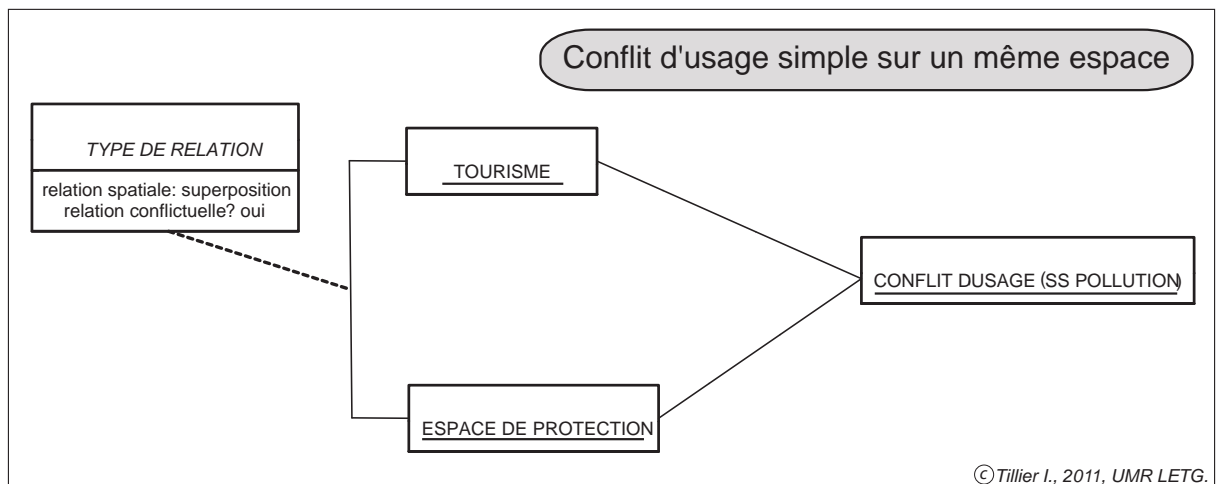 Conflit d'usage simple sur un même espace
TYPE DE RELATION
relation spatiale: superposition
relation conflictuelle? oui
TOURISME
CONFLIT DUSAGE (SS POLLUTION)
ESPACE DE PROTECTION
©Tillier I., 2011, UMR LETG.